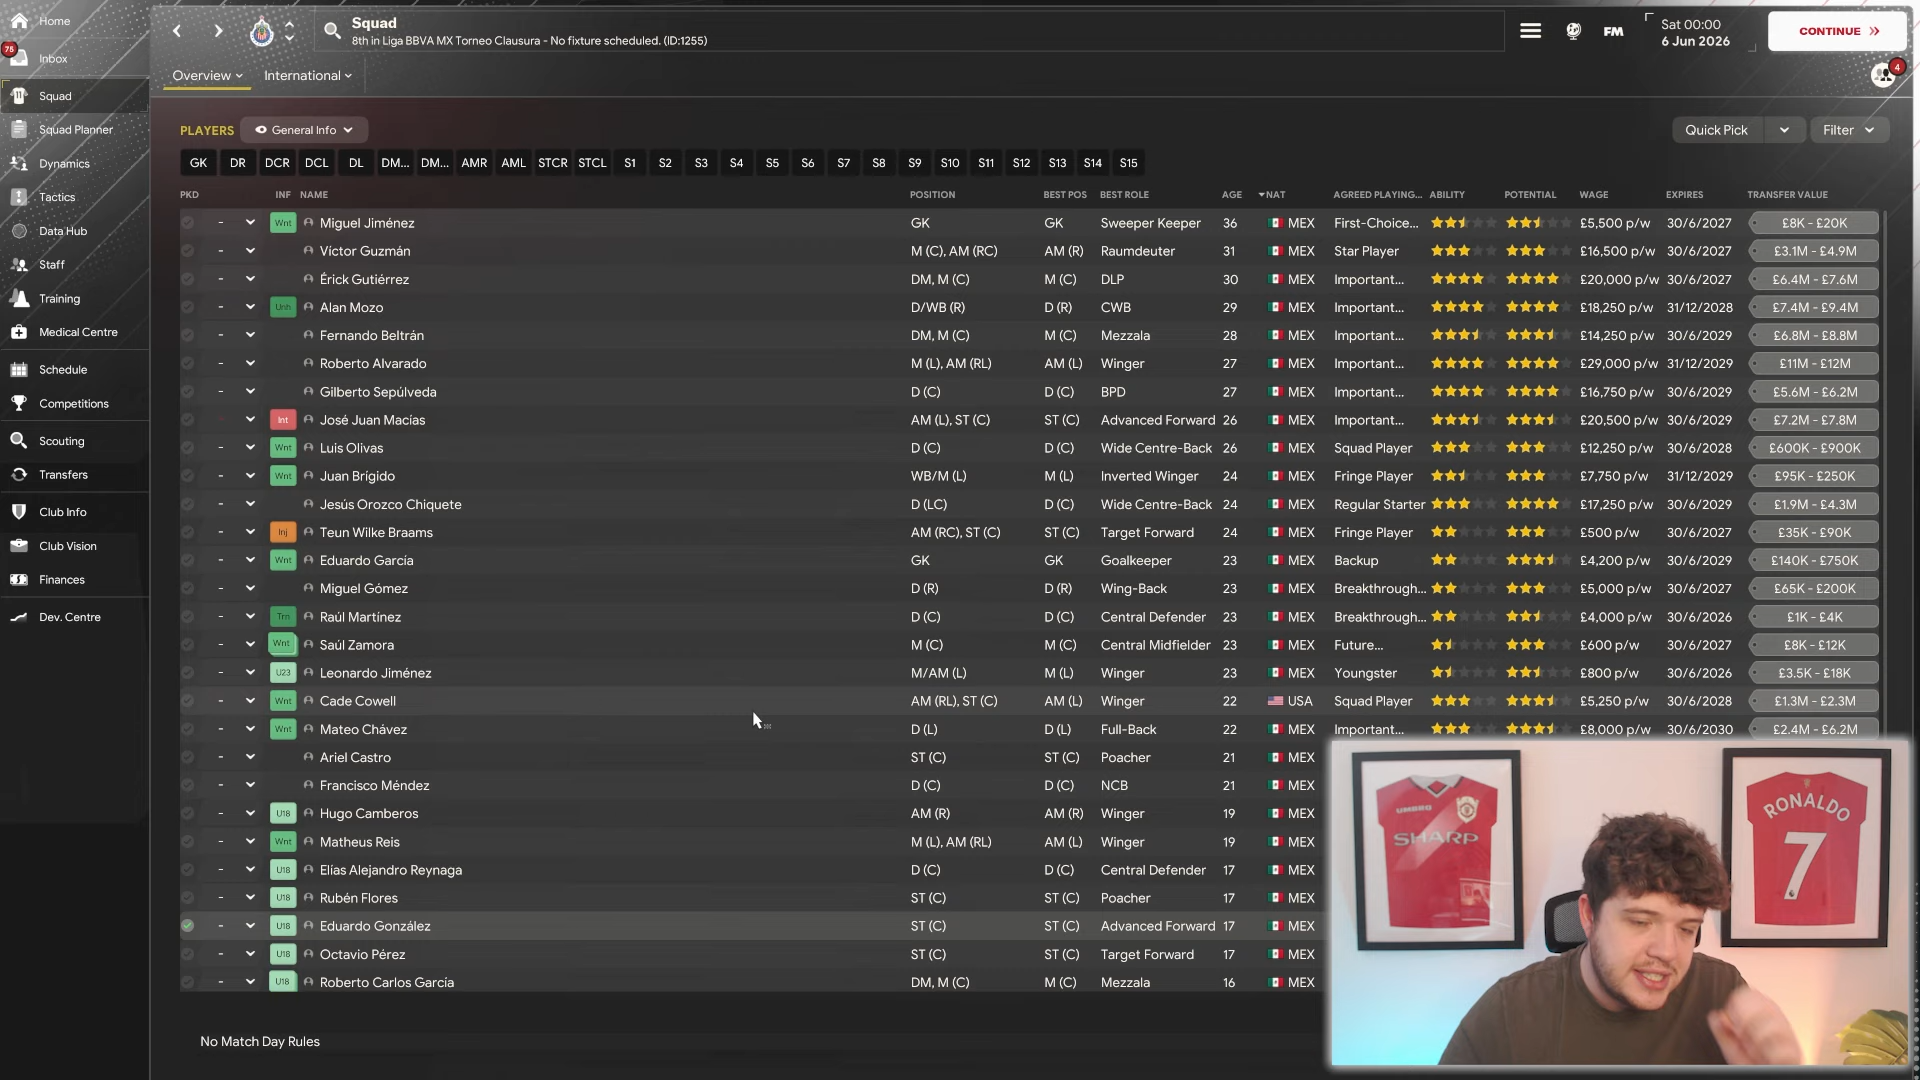 Home
76
Inbox
Squad
Squad Planner
Dynamics
Tactics
Data Hub
Staff
Training
Medical Centre
Schedule
Competitions
Scouting
Transfers
Club Info
Club Vision
Finances
Dev. Centre
Squad
8th in Liga BBVA MX Torneo Clausura - No fixture scheduled. (ID:1255)
FM
Sat 00:00
6 Jun 2026
CONTINUE
4
Overview International
PLAYERS General Info Quick Pick Filter
GK DR DCR DCL DL DM... DM... AMR AML STCR STCL S1 S2 S3 S4 S5 S6 S7 S8 S9 S10 S11 S12 S13 S14 S15
PKD INF NAME POSITION BEST POS BEST ROLE AGE NAT AGREED PLAYING... ABILITY POTENTIAL WAGE EXPIRES TRANSFER VALUE
- Wnt Miguel Jiménez GK GK Sweeper Keeper 36 MEX First-Choice... £5,500 p/w 30/6/2027 £8K - £20K
- Víctor Guzmán M (C), AM (RC) AM (R) Raumdeuter 31 MEX Star Player £16,500 p/w 30/6/2027 £3.1M - £4.9M
- Érick Gutiérrez DM, M (C) M (C) DLP 30 MEX Important... £20,000 p/w 30/6/2027 £6.4M - £7.6M
- Unh Alan Mozo D/WB (R) D (R) CWB 29 MEX Important... £18,250 p/w 31/12/2028 £7.4M - £9.4M
- Fernando Beltrán DM, M (C) M (C) Mezzala 28 MEX Important... £14,250 p/w 30/6/2029 £6.8M - £8.8M
- Roberto Alvarado M (L), AM (RL) AM (L) Winger 27 MEX Important... £29,000 p/w 31/12/2029 £11M - £12M
- Gilberto Sepúlveda D (C) D (C) BPD 27 MEX Important... £16,750 p/w 30/6/2029 £5.6M - £6.2M
- Int José Juan Macías AM (L), ST (C) ST (C) Advanced Forward 26 MEX Important... £20,500 p/w 30/6/2029 £7.2M - £7.8M
- Wnt Luis Olivas D (C) D (C) Wide Centre-Back 26 MEX Squad Player £12,250 p/w 30/6/2028 £600K - £900K
- Wnt Juan Brígido WB/M (L) M (L) Inverted Winger 24 MEX Fringe Player £7,750 p/w 31/12/2029 £95K - £250K
- Jesús Orozco Chiquete D (LC) D (C) Wide Centre-Back 24 MEX Regular Starter £17,250 p/w 30/6/2029 £1.9M - £4.3M
- Inj Teun Wilke Braams AM (RC), ST (C) ST (C) Target Forward 24 MEX Fringe Player £500 p/w 30/6/2027 £35K - £90K
- Wnt Eduardo García GK GK Goalkeeper 23 MEX Backup £4,200 p/w 30/6/2029 £140K - £750K
- Miguel Gómez D (R) D (R) Wing-Back 23 MEX Breakthrough... £5,000 p/w 30/6/2027 £65K - £200K
- Trn Raúl Martínez D (C) D (C) Central Defender 23 MEX Breakthrough... £4,000 p/w 30/6/2026 £1K - £4K
- Wnt Saúl Zamora M (C) M (C) Central Midfielder 23 MEX Future... £600 p/w 30/6/2027 £8K - £12K
- U23 Leonardo Jiménez M/AM (L) M (L) Winger 23 MEX Youngster £800 p/w 30/6/2026 £3.5K - £18K
- Wnt Cade Cowell AM (RL), ST (C) AM (L) Winger 22 USA Squad Player £5,250 p/w 30/6/2028 £1.3M - £2.3M
- Wnt Mateo Chávez D (L) D (L) Full-Back 22 MEX Important... £8,000 p/w 30/6/2030 £2.4M - £6.2M
- Ariel Castro ST (C) ST (C) Poacher 21 MEX
- Francisco Méndez D (C) D (C) NCB 21 MEX
- U18 Hugo Camberos AM (R) AM (R) Winger 19 MEX
- Wnt Matheus Reis M (L), AM (RL) AM (L) Winger 19 MEX
- U18 Elías Alejandro Reynaga D (C) D (C) Central Defender 17 MEX
- U18 Rubén Flores ST (C) ST (C) Poacher 17 MEX
- U18 Eduardo González ST (C) ST (C) Advanced Forward 17 MEX
- U18 Octavio Pérez ST (C) ST (C) Target Forward 17 MEX
- U18 Roberto Carlos García DM, M (C) M (C) Mezzala 16 MEX
No Match Day Rules
UMBRO
SHARP
RONALDO
7